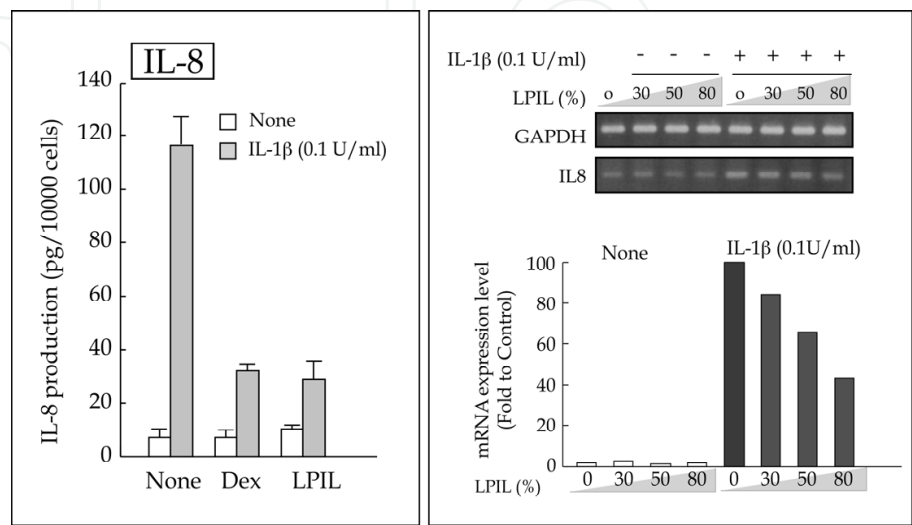 IL-8
IL-8 production (pg/10000 cells)
140
120
100
80
60
40
20
0
None
IL-1β (0.1 U/ml)
None Dex LPIL
IL-1β (0.1 U/ml) - - - + + + +
LPIL (%) o 30 50 80 o 30 50 80
GAPDH
IL8
mRNA expression level
(Fold to Control)
None IL-1β (0.1U/ml)
100
80
60
40
20
0
LPIL (%) 0 30 50 80 0 30 50 80